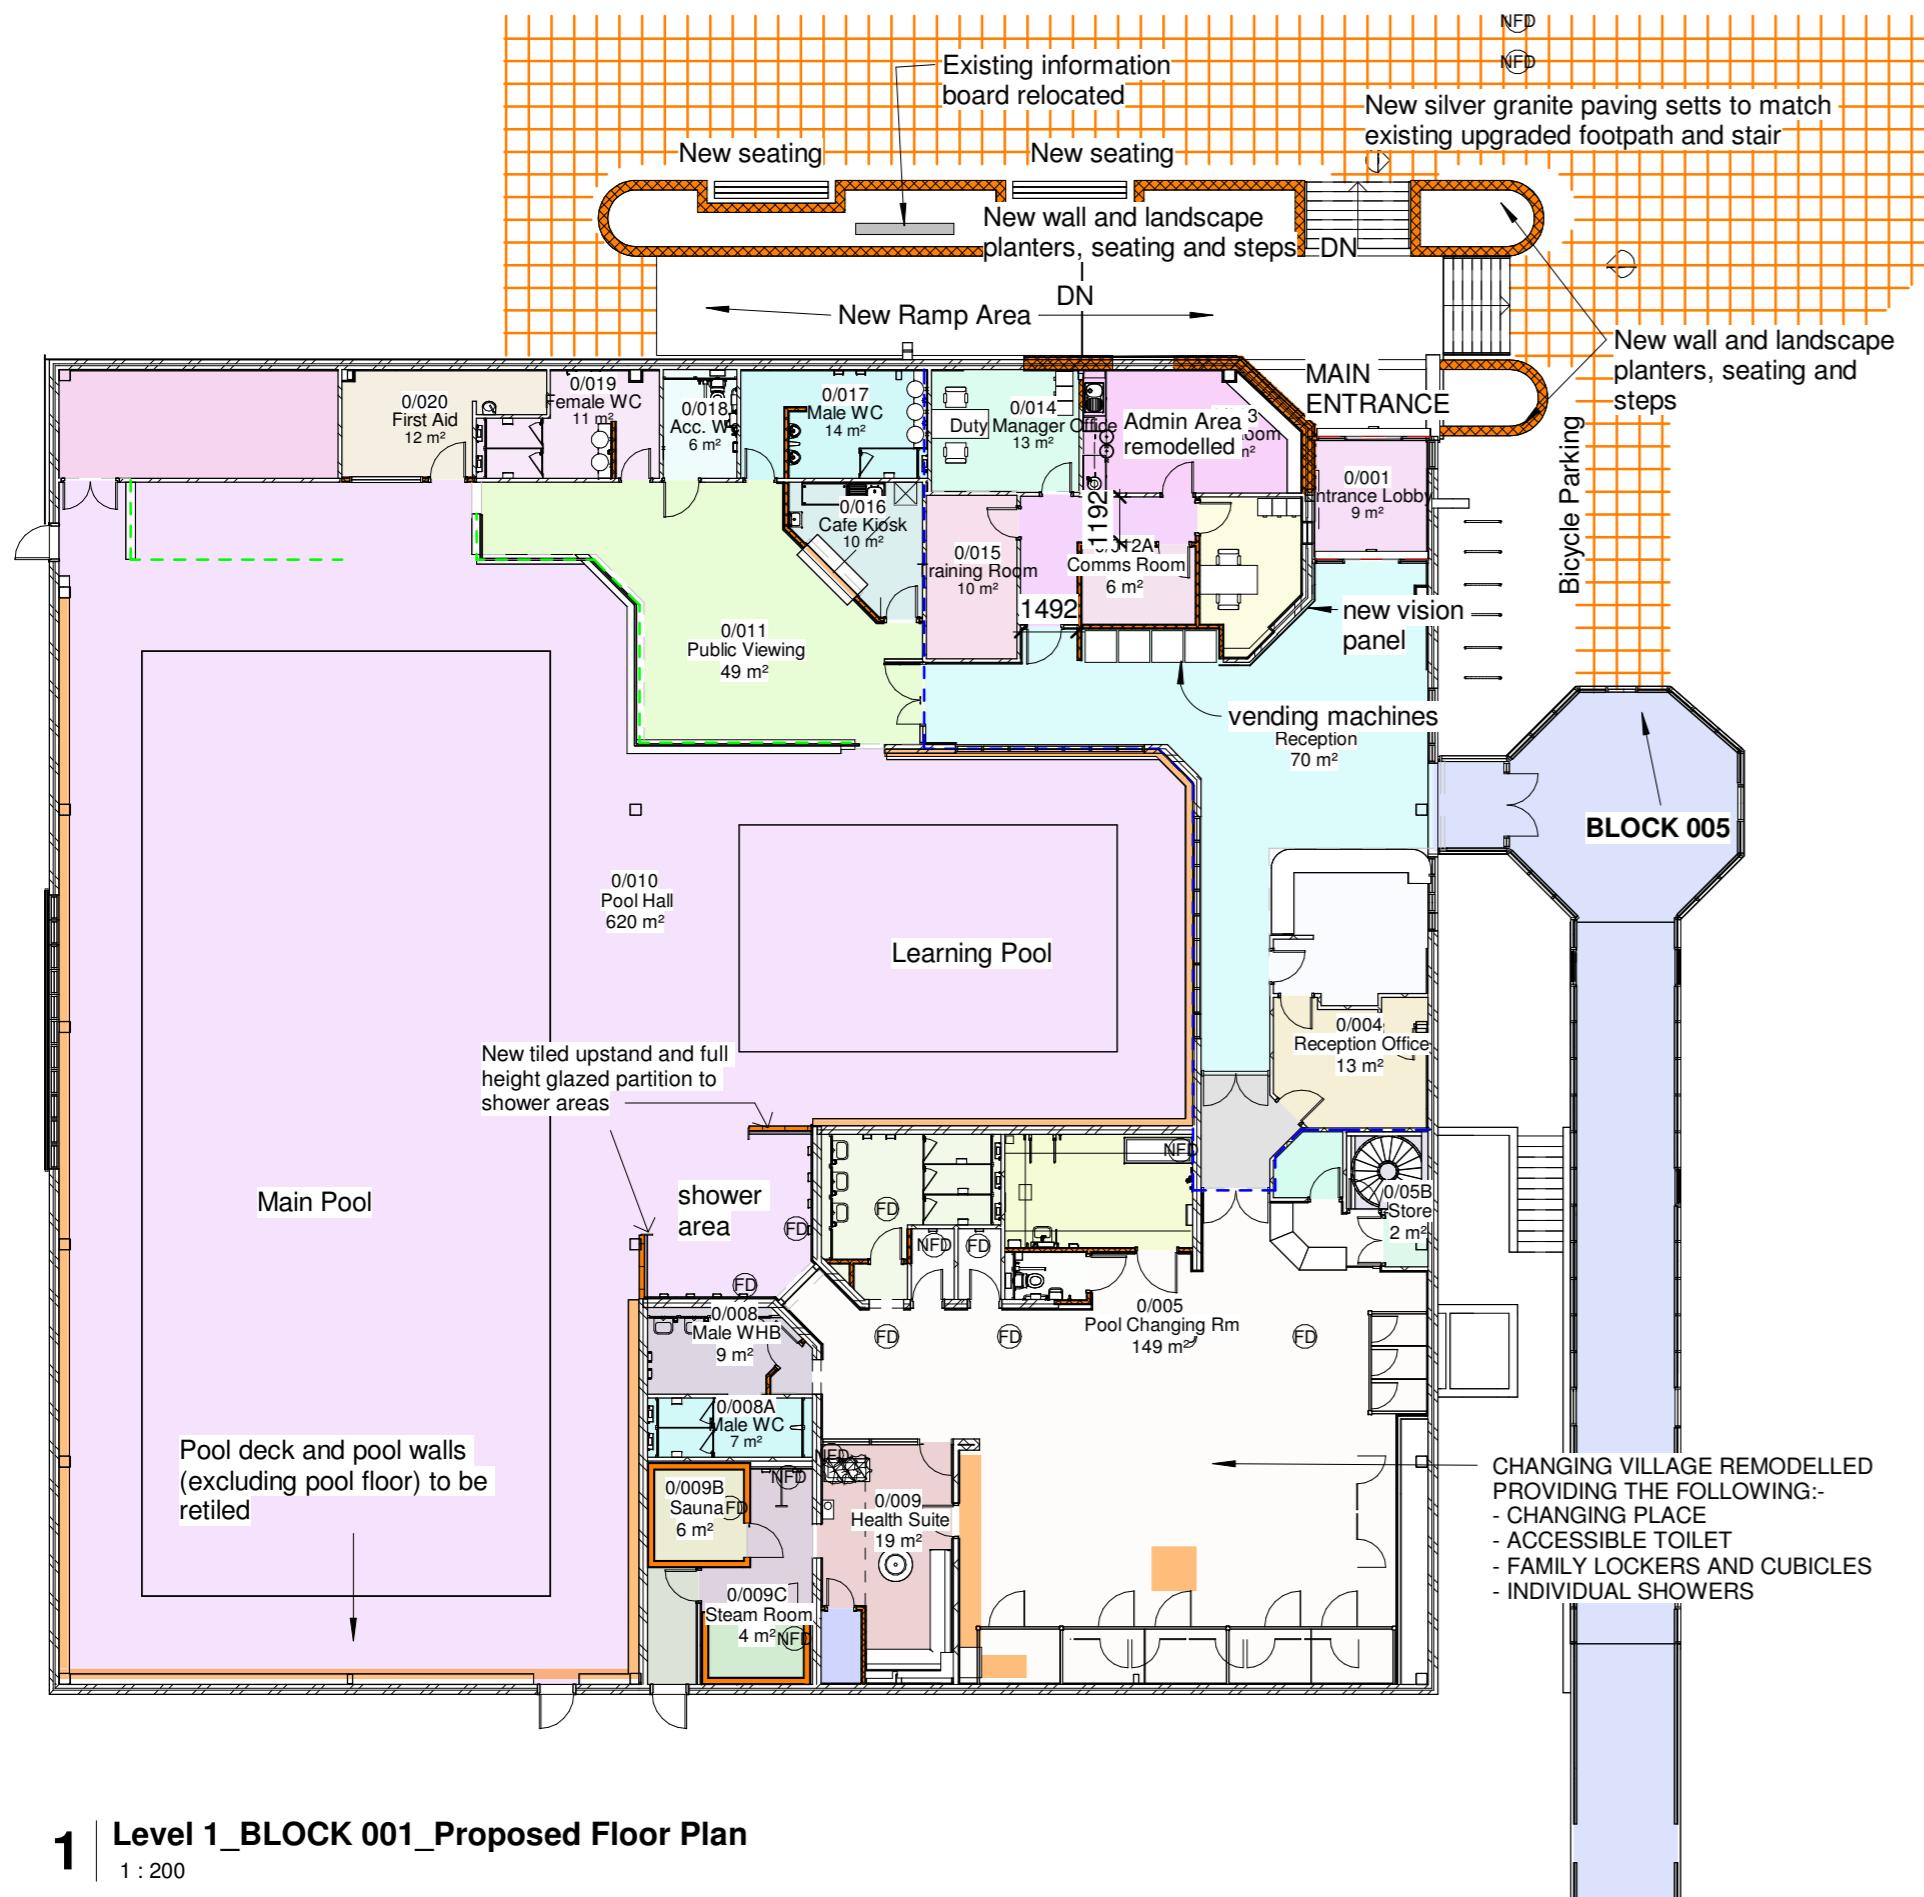 NFD
NFD
Existing information
board relocated
New silver granite paving setts to match
existing upgraded footpath and stair
New seating
New seating
New wall and landscape
planters, seating and steps
DN
DN
New Ramp Area
New wall and landscape
planters, seating and
steps
MAIN
ENTRANCE
Bicycle Parking
0/020
First Aid
12 m²
0/019
Female WC
11 m²
0/018
Acc. W
6 m²
0/017
Male WC
14 m²
0/014
Duty Manager Office
13 m²
Admin Area
remodelled
3
oom
m²
0/001
Entrance Lobby
9 m²
0/016
Cafe Kiosk
10 m²
0/015
Training Room
10 m²
1192
0/012A
Comms Room
6 m²
1492
new vision
panel
0/011
Public Viewing
49 m²
vending machines
Reception
70 m²
BLOCK 005
0/010
Pool Hall
620 m²
Learning Pool
0/004
Reception Office
13 m²
New tiled upstand and full
height glazed partition to
shower areas
Main Pool
shower
area
FD
FD
FD
NFD
FD
NFD
0/05B
Store
2 m²
0/005
Pool Changing Rm
149 m²
FD
FD
FD
0/008
Male WHB
9 m²
0/008A
Male WC
7 m²
Pool deck and pool walls
(excluding pool floor) to be
retiled
NFD
NFD
0/009B
Sauna
6 m²
FD
0/009
Health Suite
19 m²
0/009C
Steam Room
4 m²
NFD
CHANGING VILLAGE REMODELLED
PROVIDING THE FOLLOWING:-
- CHANGING PLACE
- ACCESSIBLE TOILET
- FAMILY LOCKERS AND CUBICLES
- INDIVIDUAL SHOWERS
1
Level 1_BLOCK 001_Proposed Floor Plan
1 : 200